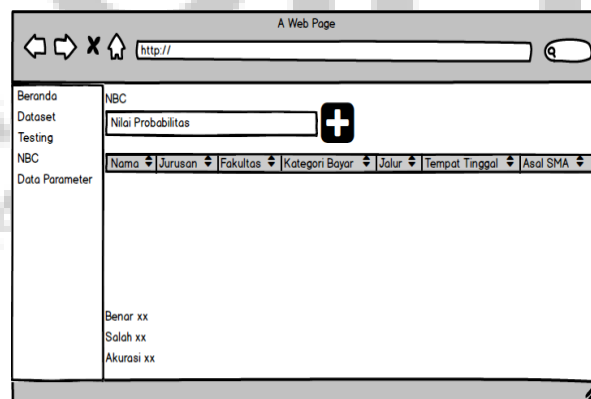 A Web Page
http://
Beranda
Dataset
Testing
NBC
Data Parameter
NBC
Nilai Probabilitas
Nama Jurusan Fakultas Kategori Bayar Jalur Tempat Tinggal Asal SMA
Benar xx
Salah xx
Akurasi xx